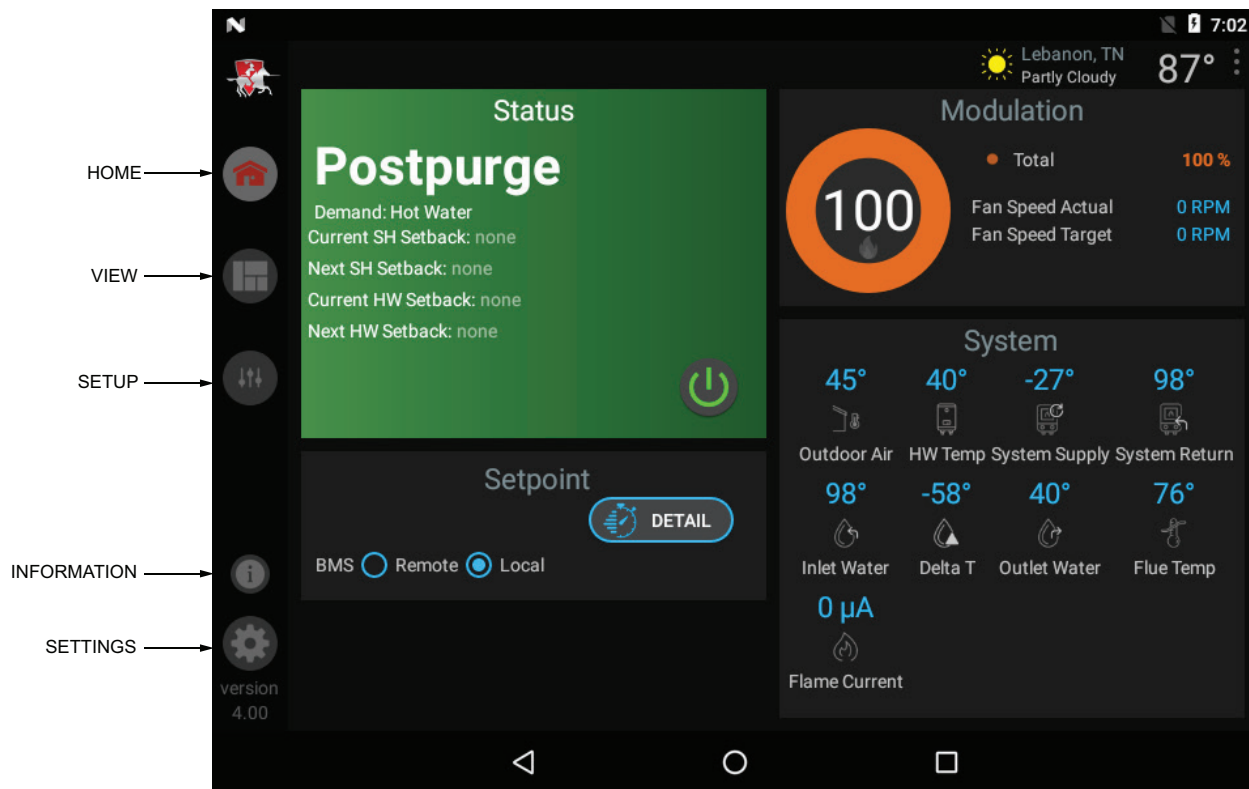 7:02
Lebanon, TN
Partly Cloudy
87°
HOME
VIEW
SETUP
INFORMATION
SETTINGS
version
4.00
Status
Postpurge
Demand: Hot Water
Current SH Setback: none
Next SH Setback: none
Current HW Setback: none
Next HW Setback: none
Setpoint
DETAIL
BMS Remote Local
Modulation
100
Total 100 %
Fan Speed Actual 0 RPM
Fan Speed Target 0 RPM
System
45° 40° -27° 98°
Outdoor Air HW Temp System Supply System Return
98° -58° 40° 76°
Inlet Water Delta T Outlet Water Flue Temp
0 µA
Flame Current